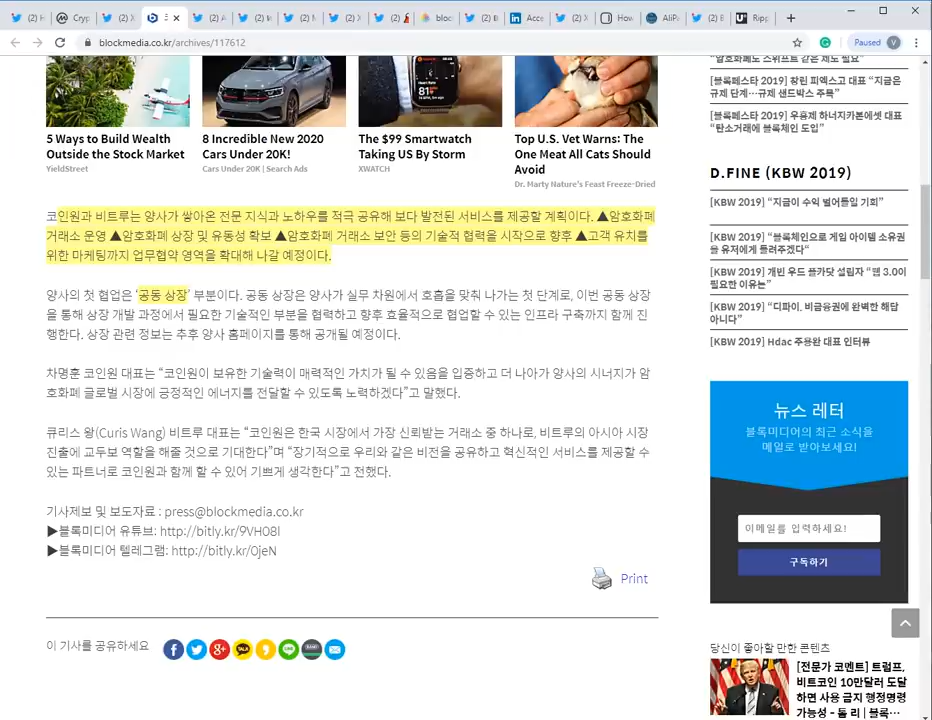 (2) H
Cryp
(2) X
(2) A
(2) M
(2) X
(2)
bloc
(2) B
Acce
(2) X
How
AliPa
(2) B
Ripp
blockmedia.co.kr/archives/117612
Paused
V
5 Ways to Build Wealth
Outside the Stock Market
YieldStreet
8 Incredible New 2020
Cars Under 20K!
Cars Under 20K | Search Ads
The $99 Smartwatch
Taking US By Storm
XWATCH
Top U.S. Vet Warns: The
One Meat All Cats Should
Avoid
Dr. Marty Nature's Feast Freeze-Dried
코인원과 비트루는 양사가 쌓아온 전문 지식과 노하우를 적극 공유해 보다 발전된 서비스를 제공할 계획이다. ▲암호화폐
거래소 운영 ▲암호화폐 상장 및 유동성 확보 ▲암호화폐 거래소 보안 등의 기술적 협력을 시작으로 향후 ▲고객 유치를
위한 마케팅까지 업무협약 영역을 확대해 나갈 예정이다.
양사의 첫 협업은 ‘공동 상장’ 부분이다. 공동 상장은 양사가 실무 차원에서 호흡을 맞춰 나가는 첫 단계로, 이번 공동 상장
을 통해 상장 개발 과정에서 필요한 기술적인 부분을 협력하고 향후 효율적으로 협업할 수 있는 인프라 구축까지 함께 진
행한다. 상장 관련 정보는 추후 양사 홈페이지를 통해 공개될 예정이다.
차명훈 코인원 대표는 “코인원이 보유한 기술력이 매력적인 가치가 될 수 있음을 입증하고 더 나아가 양사의 시너지가 암
호화폐 글로벌 시장에 긍정적인 에너지를 전달할 수 있도록 노력하겠다”고 말했다.
큐리스 왕(Curis Wang) 비트루 대표는 “코인원은 한국 시장에서 가장 신뢰받는 거래소 중 하나로, 비트루의 아시아 시장
진출에 교두보 역할을 해줄 것으로 기대한다”며 “장기적으로 우리와 같은 비전을 공유하고 혁신적인 서비스를 제공할 수
있는 파트너로 코인원과 함께 할 수 있어 기쁘게 생각한다”고 전했다.
기사제보 및 보도자료 : press@blockmedia.co.kr
▶블록미디어 유튜브: http://bitly.kr/9VH08l
▶블록미디어 텔레그램: http://bitly.kr/0jeN
Print
이 기사를 공유하세요
“암호화폐도 스위프트 같은 제도 필요”
[블록페스타 2019] 창린 피엑스고 대표 “지금은
규제 단계…규제 샌드박스 주목”
[블록페스타 2019] 우용제 하너지카본에셋 대표
“탄소거래에 블록체인 도입”
D.FINE (KBW 2019)
[KBW 2019] “지금이 수익 벌어들일 기회”
[KBW 2019] “블록체인으로 게임 아이템 소유권
을 유저에게 돌려주겠다“
[KBW 2019] 개빈 우드 폴카닷 설립자 “웹 3.0이
필요한 이유는”
[KBW 2019] “디파이, 비금융권에 완벽한 해답
아니다”
[KBW 2019] Hdac 주용완 대표 인터뷰
뉴스 레터
블록미디어의 최근 소식을
메일로 받아보세요!
이메일을 입력하세요!
구독하기
당신이 좋아할 만한 콘텐츠
[전문가 코멘트] 트럼프,
비트코인 10만달러 도달
하면 사용 금지 행정명령
가능성 - 톰 리 | 블록…